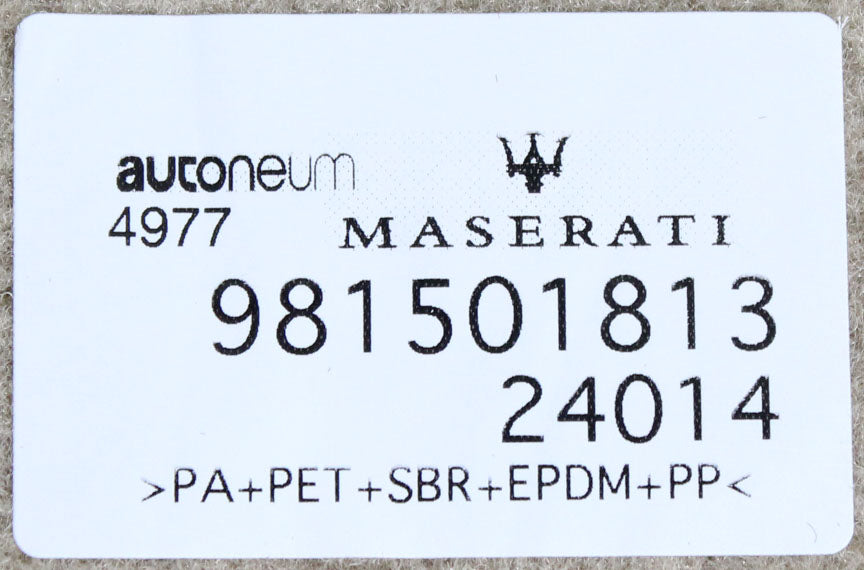 autoneum
4977
MASERATI
981501813
24014
>PA+PET+SBR+EPDM+PP<